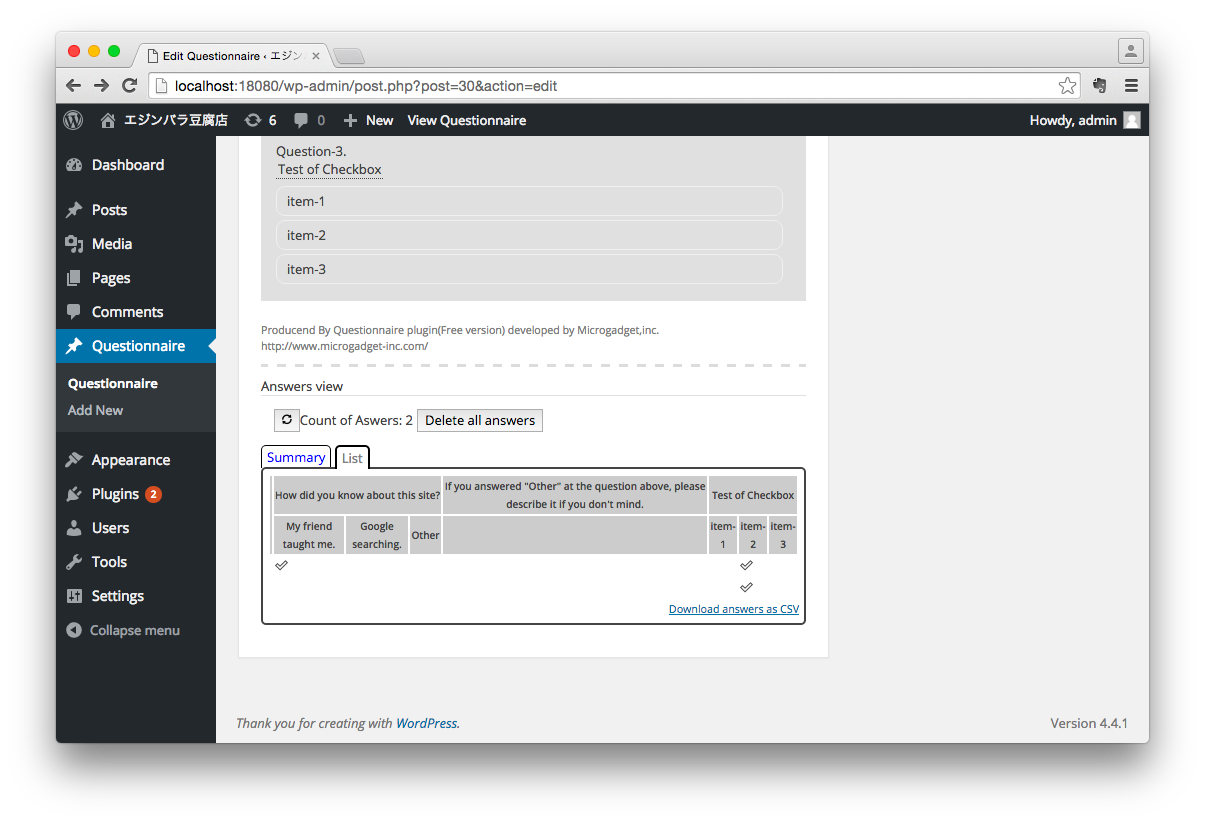 Edit Questionnaire ‹ エジン
localhost:18080/wp-admin/post.php?post=30&action=edit
エジンバラ豆腐店 6 0 New View Questionnaire Howdy, admin
Dashboard
Posts
Media
Pages
Comments
Questionnaire
Questionnaire
Add New
Appearance
Plugins 2
Users
Tools
Settings
Collapse menu
Question-3.
Test of Checkbox
item-1
item-2
item-3
Producend By Questionnaire plugin(Free version) developed by Microgadget,inc.
http://www.microgadget-inc.com/
Answers view
Count of Aswers: 2 Delete all answers
Summary List
How did you know about this site?
If you answered "Other" at the question above, please
describe it if you don't mind.
Test of Checkbox
My friend
taught me.
Google
searching.
Other
item-
1
item-
2
item-
3
Download answers as CSV
Thank you for creating with WordPress.
Version 4.4.1